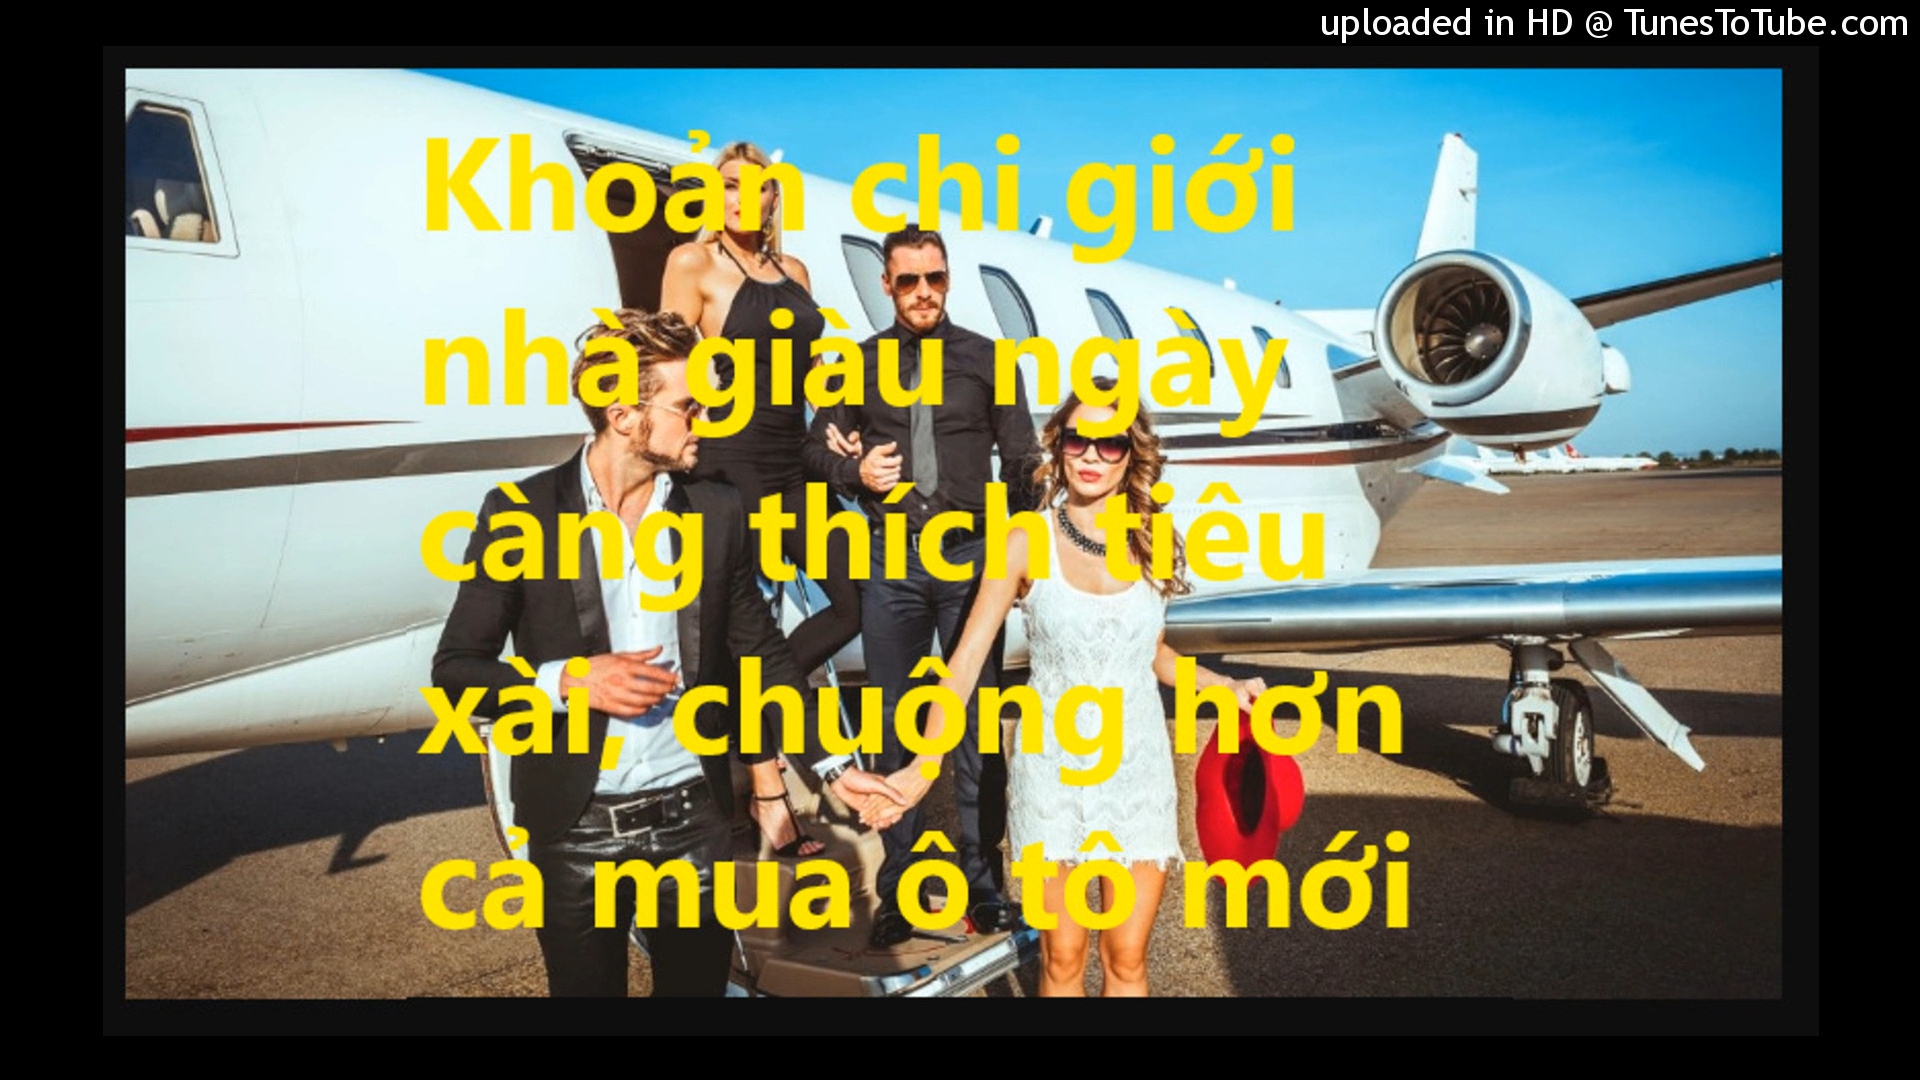 uploaded in HD @ TunesToTube.com
Khoản chi giới
nhà giàu ngày
càng thích tiêu
xài, chuộng hơn
cả mua ô tô mới